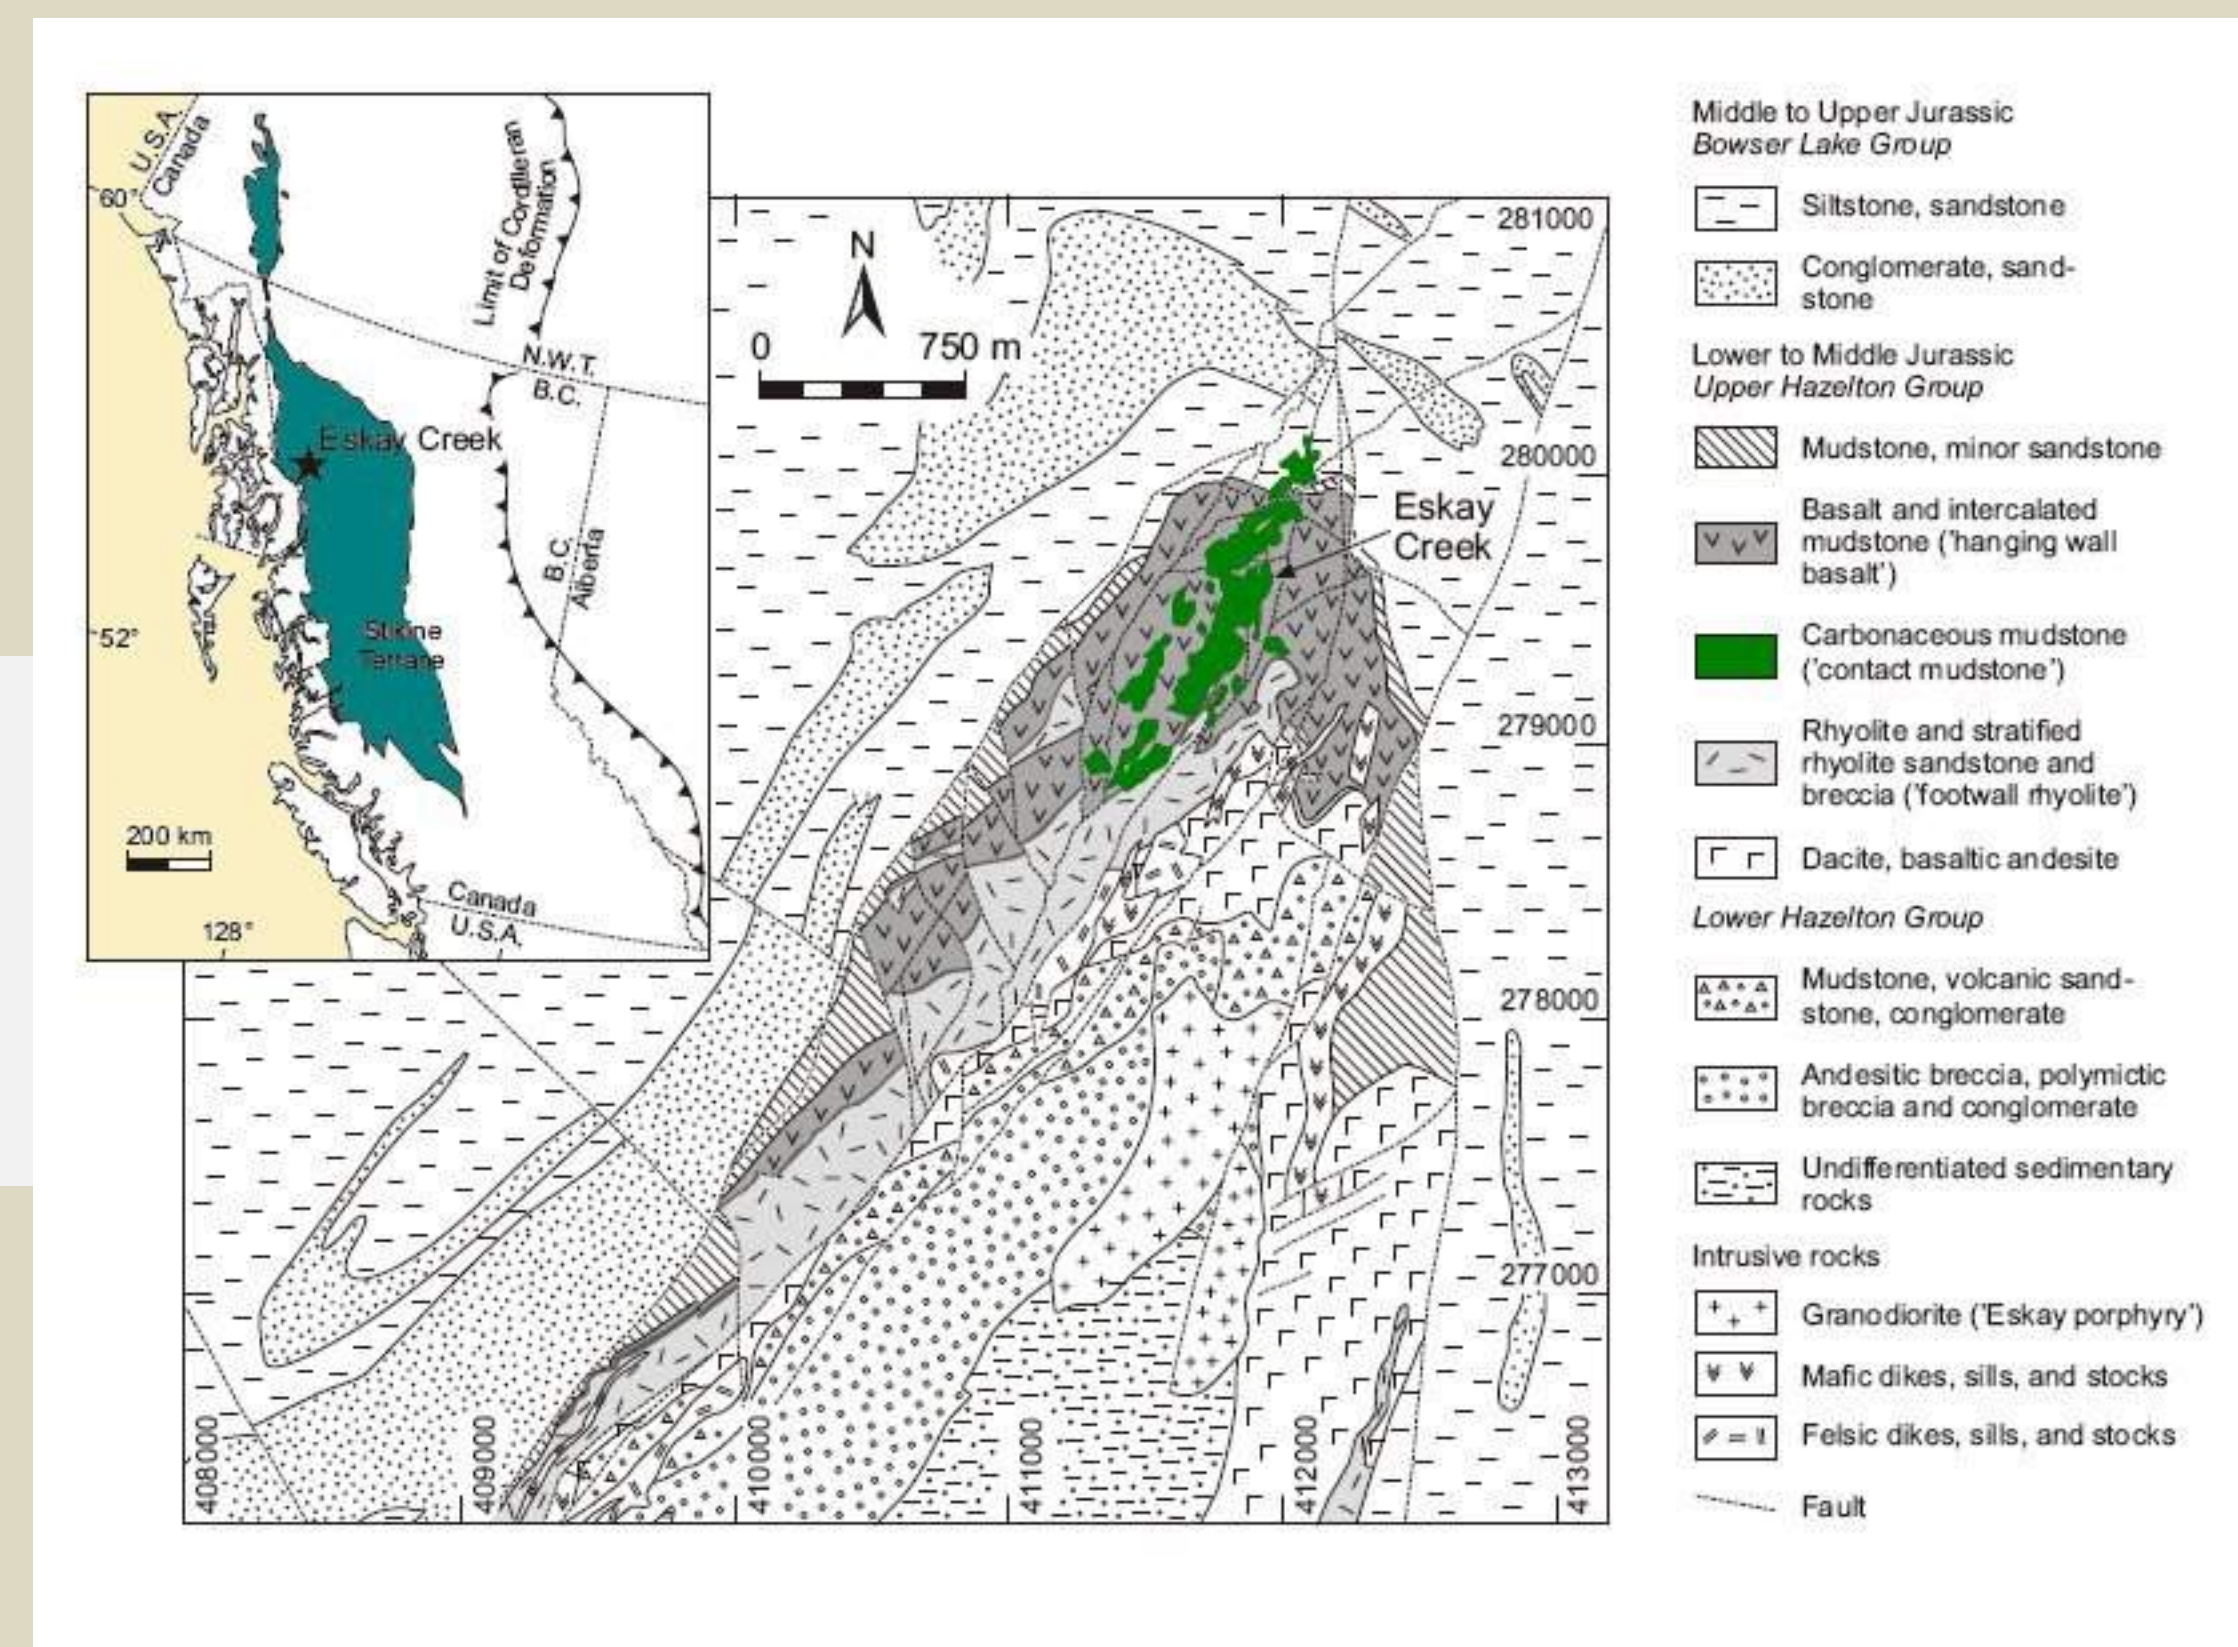 U.S.A.
Canada
60°
Limit of Cordilleran
Deformation
N.W.T.
B.C.
Eskay Creek
B.C.
Alberta
52°
Stikine
Terrane
200 km
128°
Canada
U.S.A.
N
0 750 m
281000
280000
Eskay
Creek
279000
278000
277000
408000
409000
410000
411000
412000
413000
Middle to Upper Jurassic
Bowser Lake Group
Siltstone, sandstone
Conglomerate, sand-
stone
Lower to Middle Jurassic
Upper Hazelton Group
Mudstone, minor sandstone
Basalt and intercalated
mudstone ('hanging wall
basalt')
Carbonaceous mudstone
('contact mudstone')
Rhyolite and stratified
rhyolite sandstone and
breccia ('footwall rhyolite')
Dacite, basaltic andesite
Lower Hazelton Group
Mudstone, volcanic sand-
stone, conglomerate
Andesitic breccia, polymictic
breccia and conglomerate
Undifferentiated sedimentary
rocks
Intrusive rocks
Granodiorite ('Eskay porphyry')
Mafic dikes, sills, and stocks
Felsic dikes, sills, and stocks
Fault